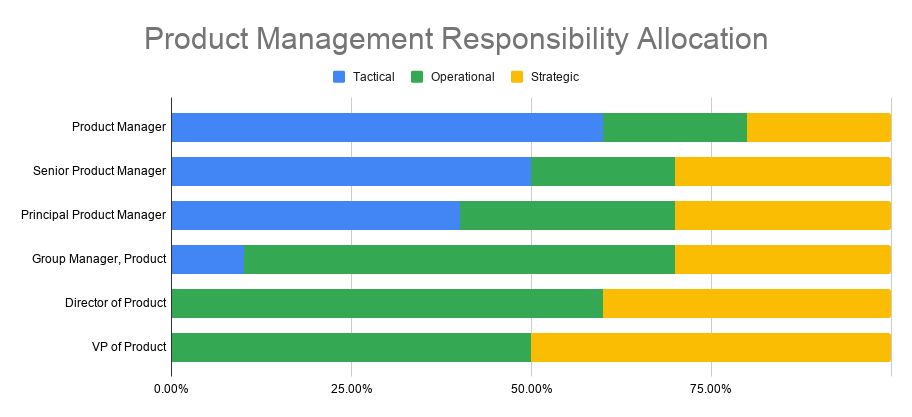 Product Management Responsibility Allocation
Tactical Operational Strategic
Product Manager
Senior Product Manager
Principal Product Manager
Group Manager, Product
Director of Product
VP of Product
0.00% 25.00% 50.00% 75.00%